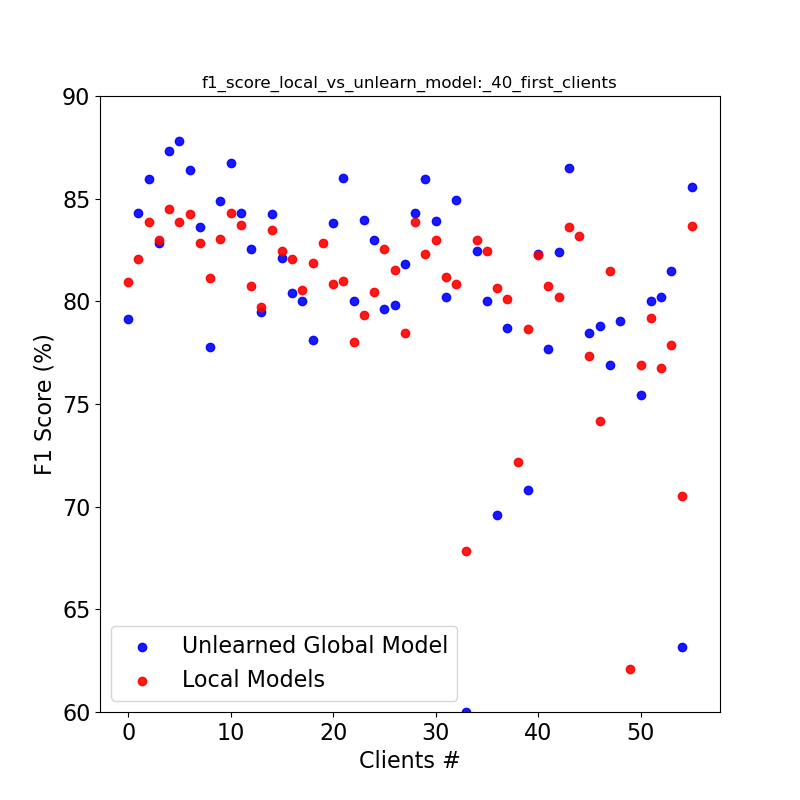 f1_score_local_vs_unlearn_model:_40_first_clients
90
85
80
75
70
65
60
F1 Score (%)
Unlearned Global Model
Local Models
0 10 20 30 40 50
Clients #